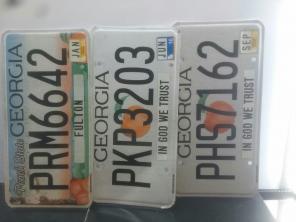 Peach State
GEORGIA
PRM6642
JAN
FULTON
GEORGIA
PKP3203
JUN
IN GOD WE TRUST
GEORGIA
PHS7162
SEP
IN GOD WE TRUST